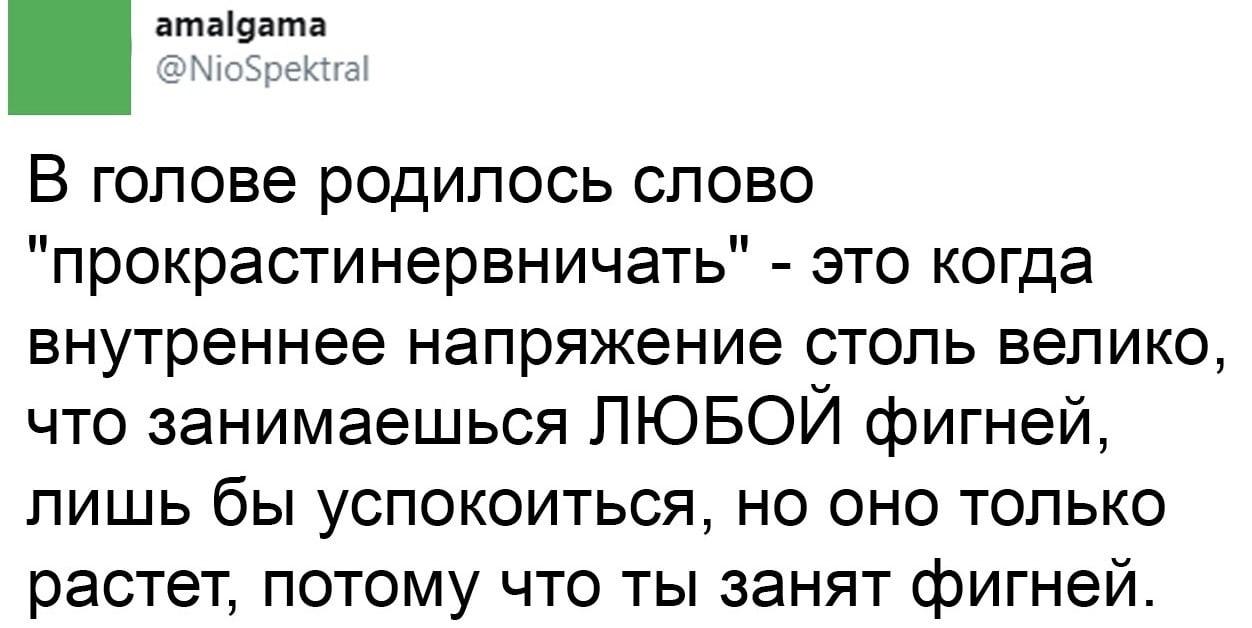 amalgama
@NioSpektral
В голове родилось слово
"прокрастинервничать" - это когда
внутреннее напряжение столь велико,
что занимаешься ЛЮБОЙ фигней,
лишь бы успокоиться, но оно только
растет, потому что ты занят фигней.